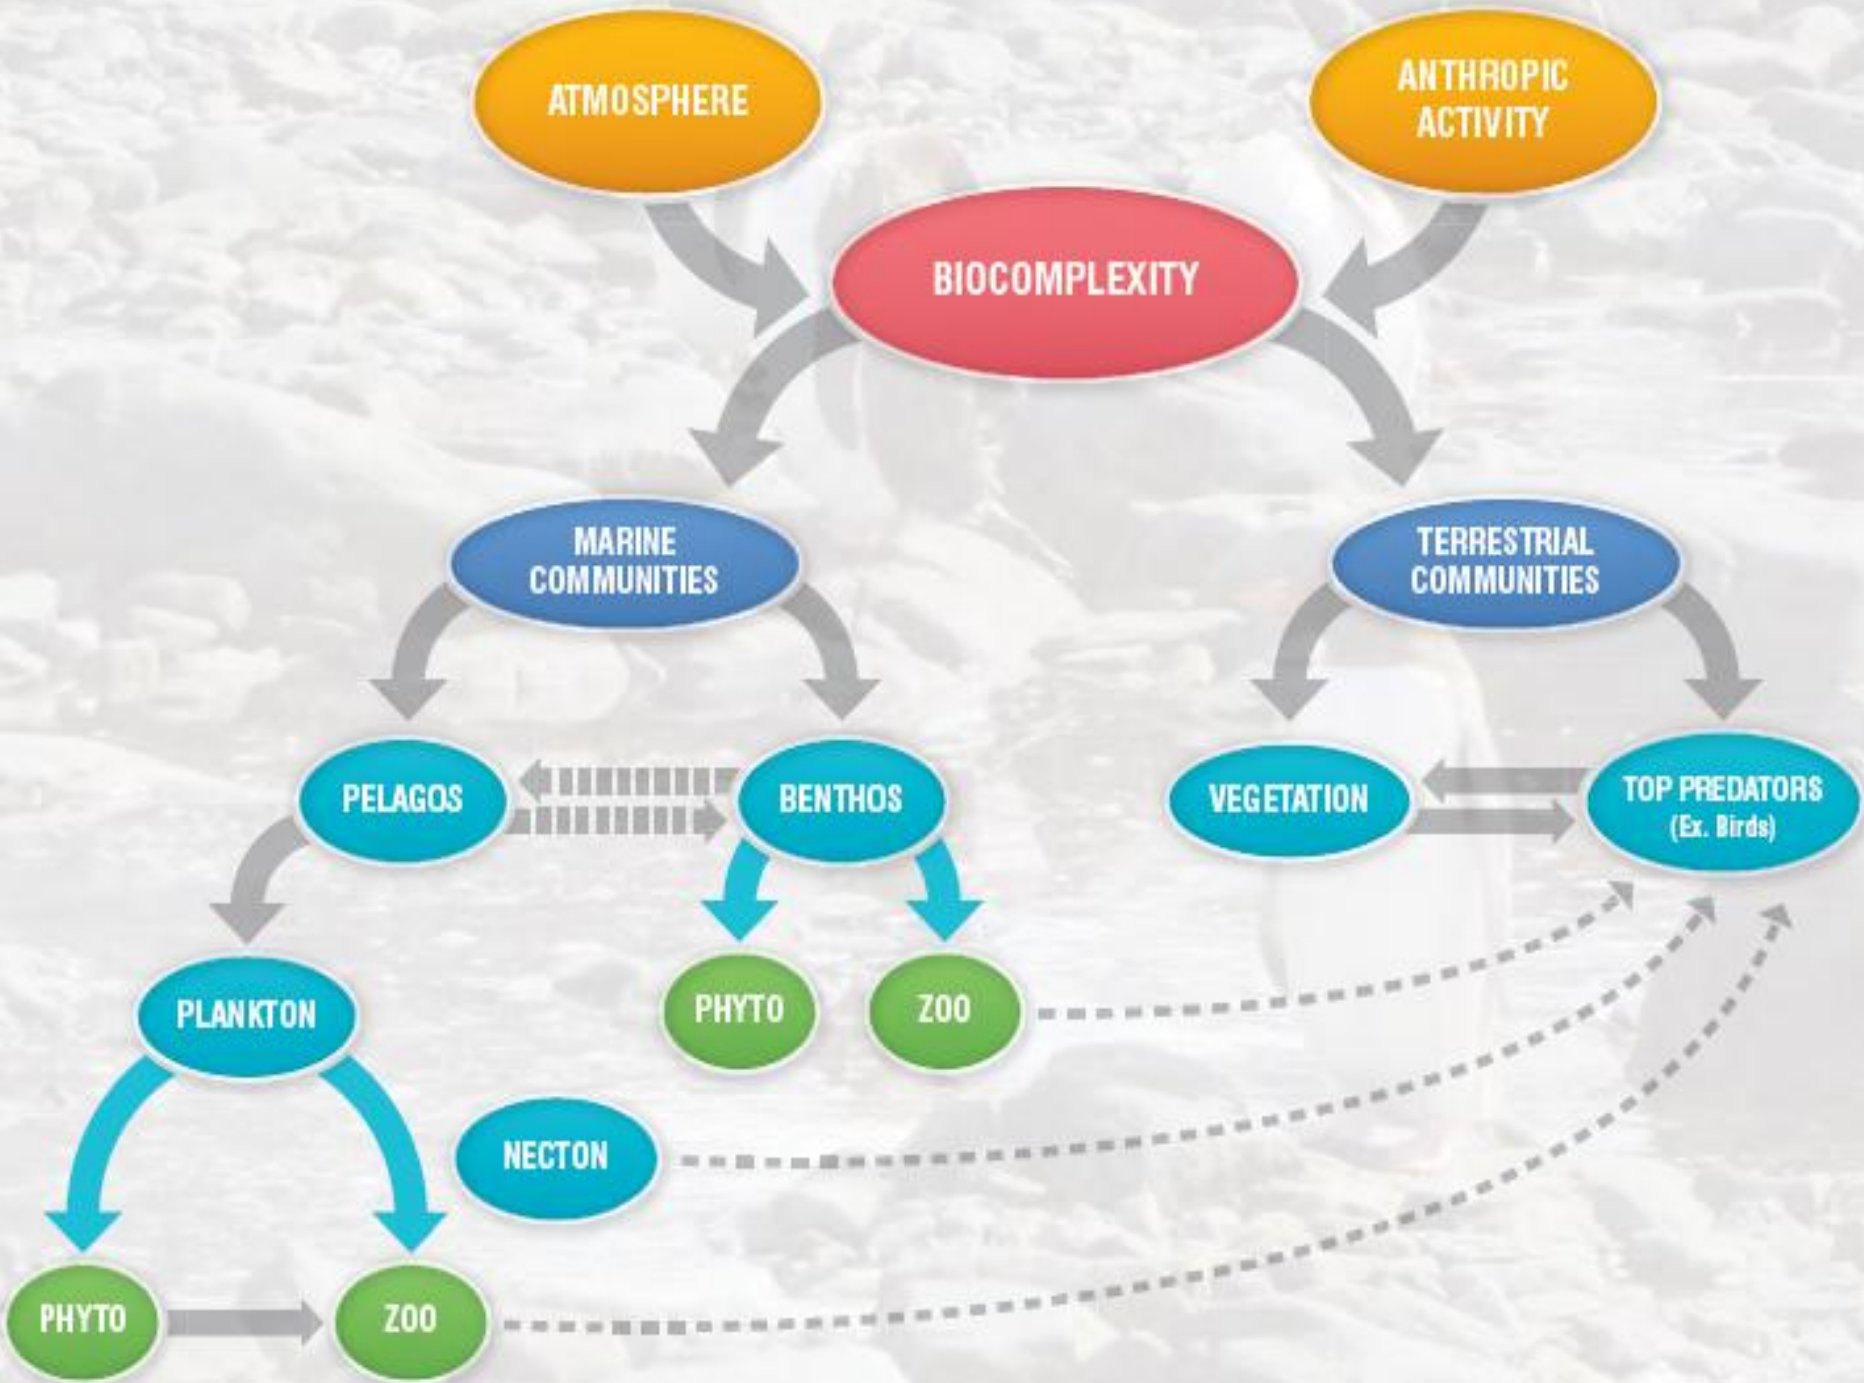 ATMOSPHERE
ANTHROPIC
ACTIVITY
BIOCOMPLEXITY
MARINE
COMMUNITIES
TERRESTRIAL
COMMUNITIES
PELAGOS
BENTHOS
VEGETATION
TOP PREDATORS
(Ex. Birds)
PLANKTON
PHYTO
ZOO
NECTON
PHYTO
ZOO